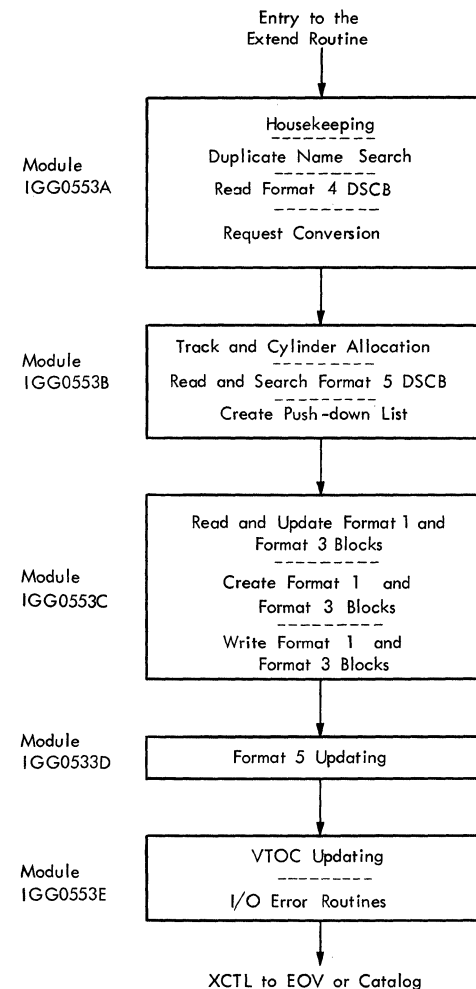 Entry to the
Extend Routine
Module
IGG0553A
Housekeeping
Duplicate Name Search
Read Format 4 DSCB
Request Conversion
Module
IGG0553B
Track and Cylinder Allocation
Read and Search Format 5 DSCB
Create Push-down List
Module
IGG0553C
Read and Update Format 1 and
Format 3 Blocks
Create Format 1 and
Format 3 Blocks
Write Format 1 and
Format 3 Blocks
Module
IGG0533D
Format 5 Updating
Module
IGG0553E
VTOC Updating
I/O Error Routines
XCTL to EOV or Catalog